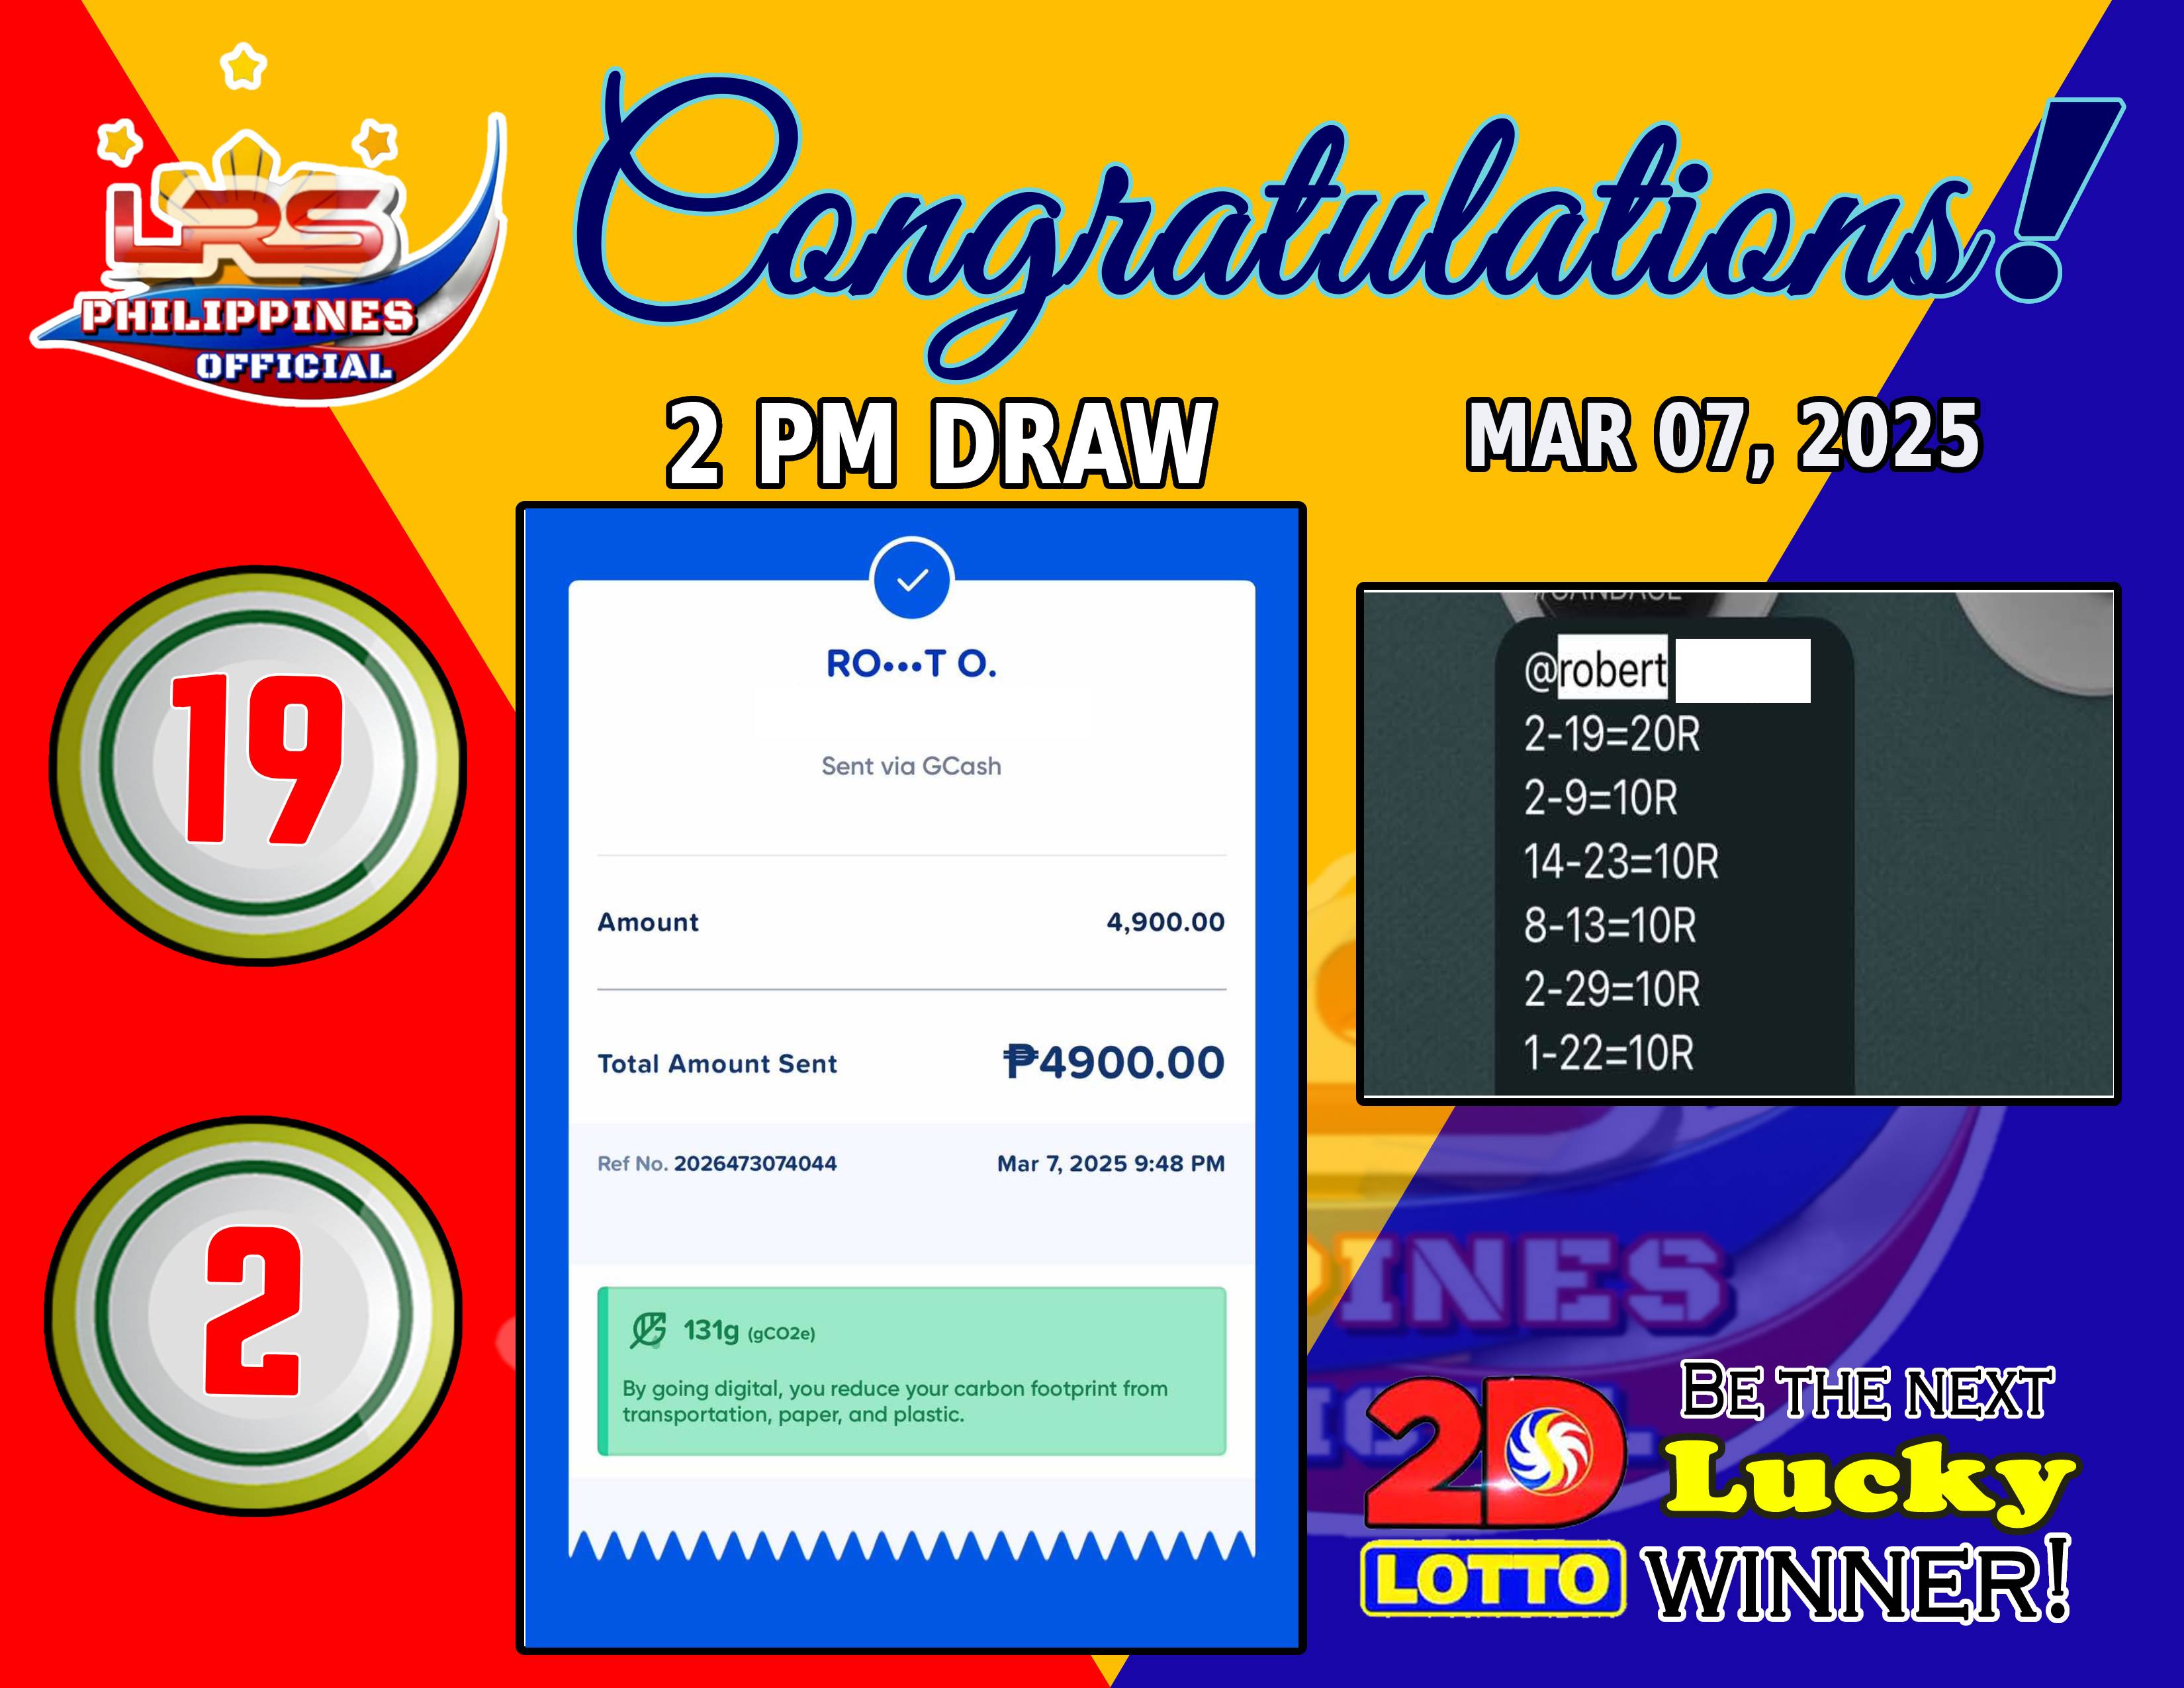 LRS
PHILIPPINES
OFFICIAL
Congratulations!
2 PM DRAW
MAR 07, 2025
19
2
RO•••T O.
Sent via GCash
Amount 4,900.00
Total Amount Sent ₱4900.00
Ref No. 2026473074044 Mar 7, 2025 9:48 PM
131g (gCO2e)
By going digital, you reduce your carbon footprint from
transportation, paper, and plastic.
@robert
2-19=20R
2-9=10R
14-23=10R
8-13=10R
2-29=10R
1-22=10R
PINES
2D
LOTTO
BE THE NEXT
Lucky
WINNER!